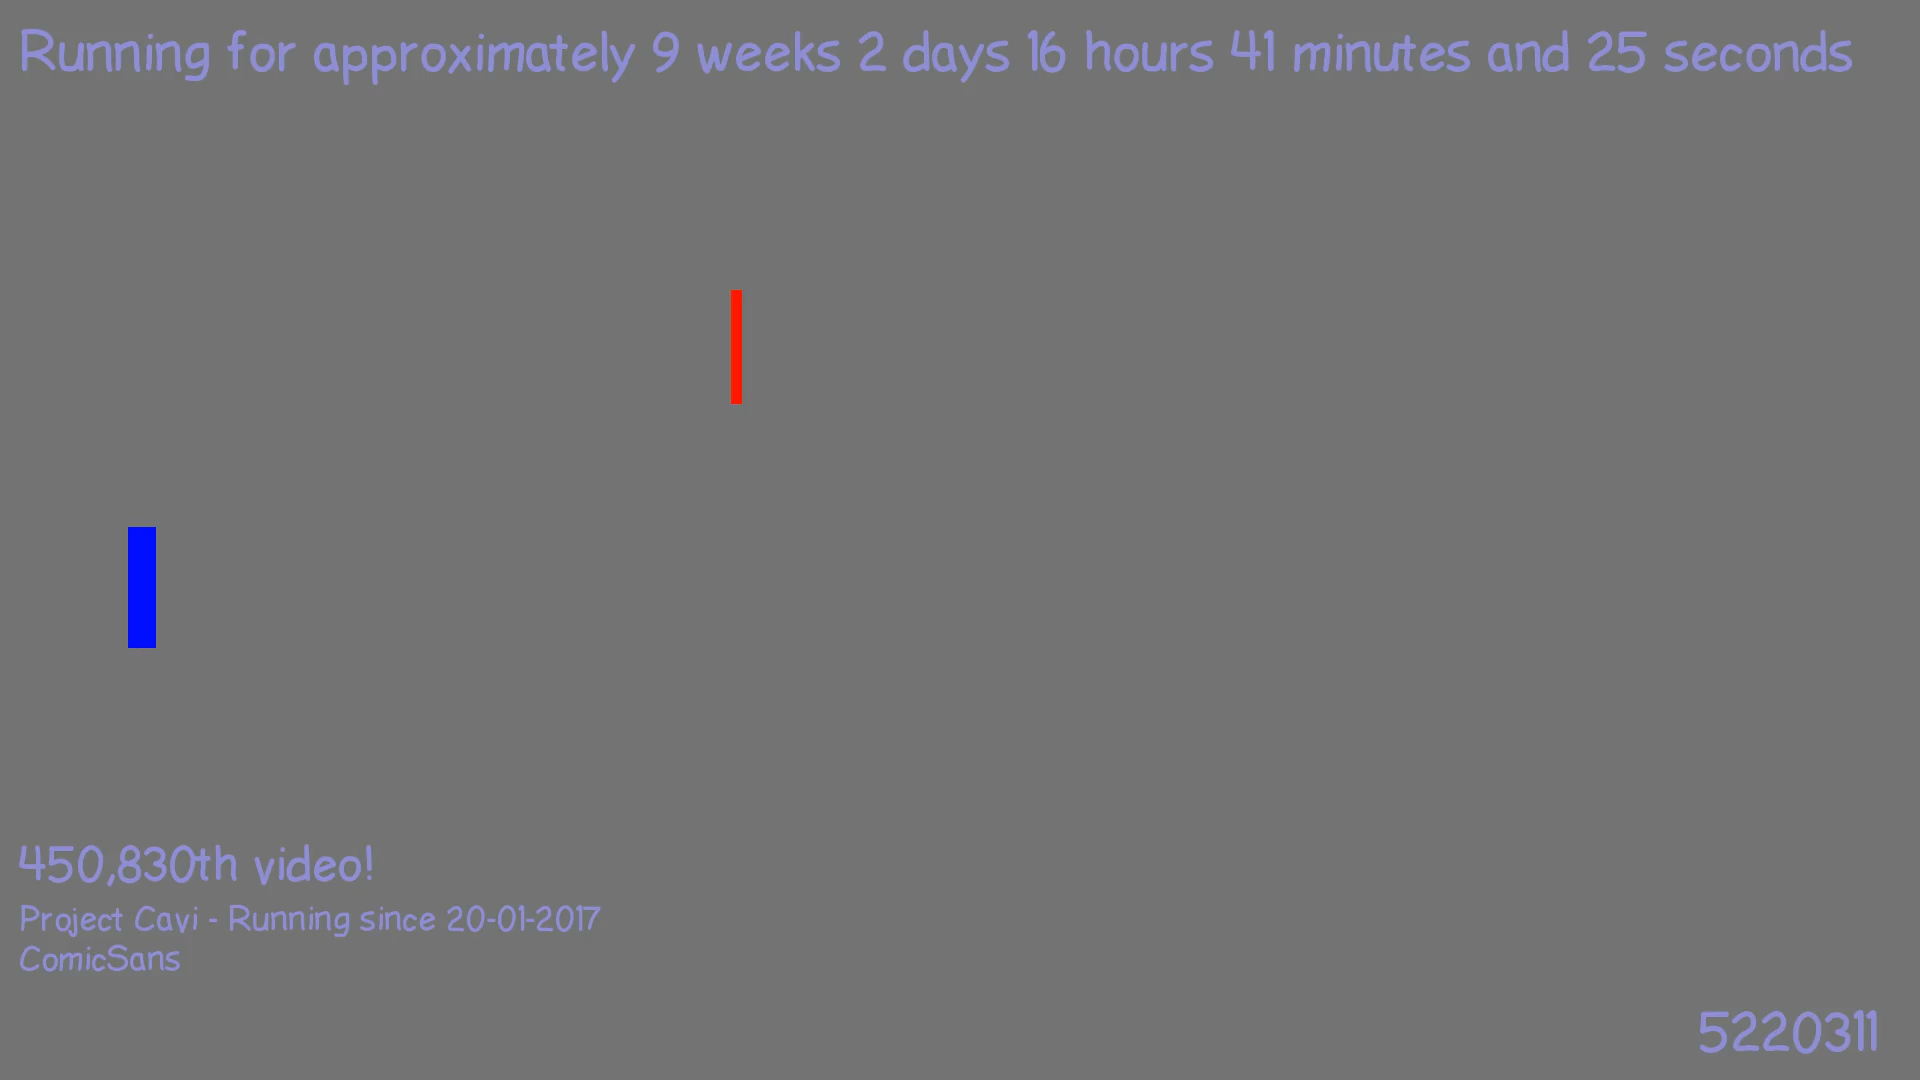 Running for approximately 9 weeks 2 days 16 hours 41 minutes and 25 seconds
450,830th video!
Project Cavi - Running since 20-01-2017
ComicSans
5220311